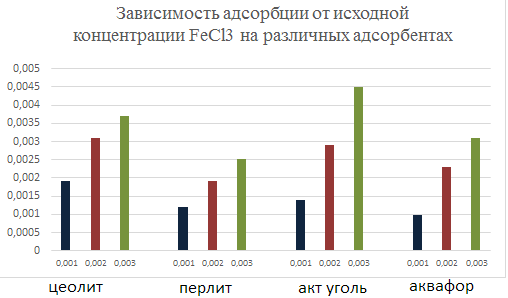 Зависимость адсорбции от исходной
концентрации FeCl3 на различных адсорбентах
0,005
0,0045
0,004
0,0035
0,003
0,0025
0,002
0,0015
0,001
0,0005
0
0,001 0,002 0,003 0,001 0,002 0,003 0,001 0,002 0,003 0,001 0,002 0,003
цеолит перлит акт уголь аквафор